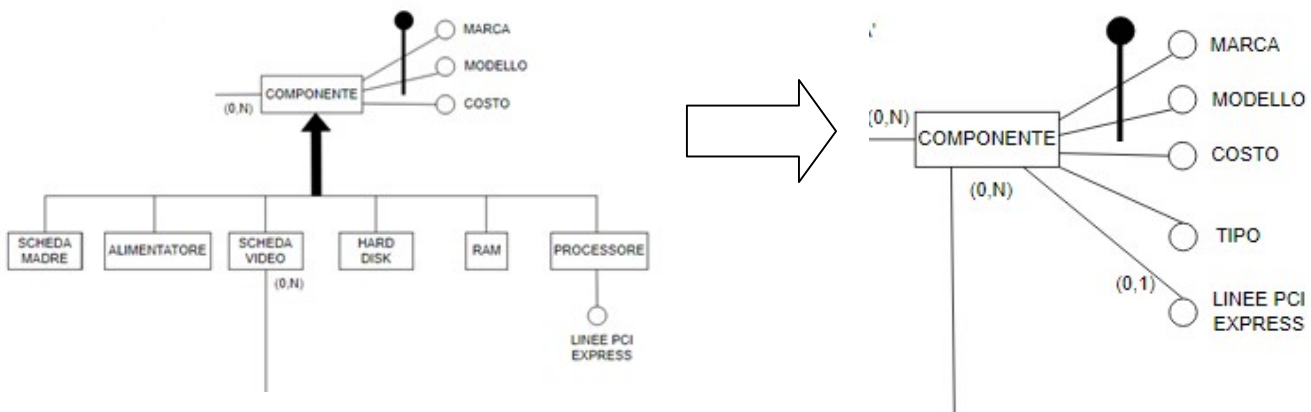 MARCA
MODELLO
COMPONENTE
(0,N)
COSTO
SCHEDA
MADRE
ALIMENTATORE
SCHEDA
VIDEO
HARD
DISK
RAM
PROCESSORE
(0,N)
LINEE PCI
EXPRESS
MARCA
MODELLO
(0,N)
COMPONENTE
COSTO
(0,N)
TIPO
(0,1)
LINEE PCI
EXPRESS